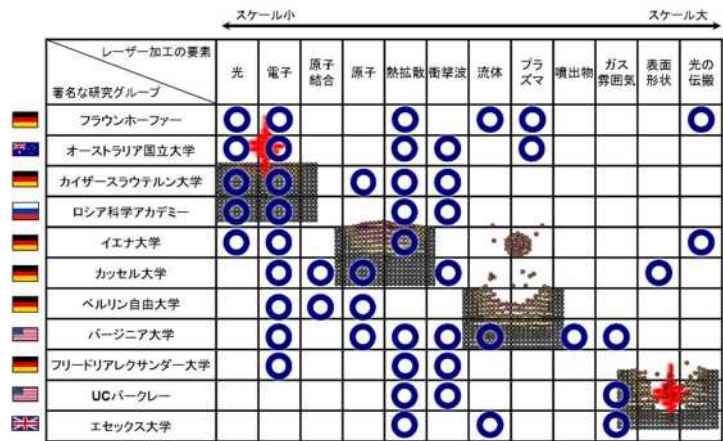 スケール小
スケール大
レーザー加工の要素
著名な研究グループ
光
電子
原子
結合
原子
熱拡散
衝撃波
流体
プラ
ズマ
噴出物
ガス
雰囲気
表面
形状
光の
伝搬
フラウンホーファー
オーストラリア国立大学
カイザースラウテルン大学
ロシア科学アカデミー
イエナ大学
カッセル大学
ベルリン自由大学
バージニア大学
フリードリアレクサンダー大学
UCバークレー
エセックス大学